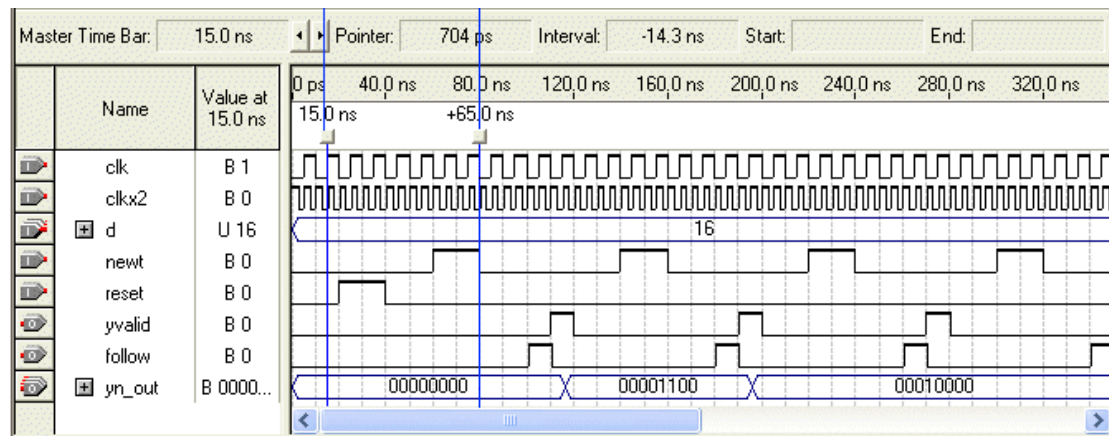 Master Time Bar: 15.0 ns Pointer: 704 ps Interval: -14.3 ns Start: End:
Name Value at 15.0 ns 0 ps 40.0 ns 80.0 ns 120.0 ns 160.0 ns 200.0 ns 240.0 ns 280.0 ns 320.0 ns
15.0 ns +65.0 ns
clk B 1
clkx2 B 0
d U 16 16
newt B 0
reset B 0
yvalid B 0
follow B 0
yn_out B 0000... 00000000 00001100 00010000